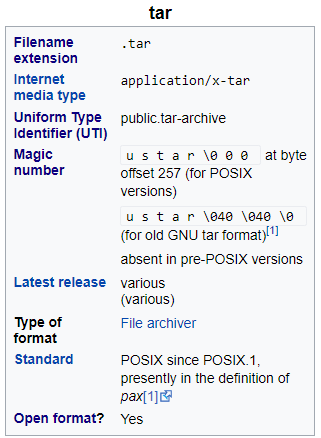 tar
Filename extension
.tar
Internet media type
application/x-tar
Uniform Type Identifier (UTI)
public.tar-archive
Magic number
u s t a r \0 0 0 at byte
offset 257 (for POSIX
versions)
u s t a r \040 \040 \0
(for old GNU tar format)[1]
absent in pre-POSIX versions
Latest release
various
(various)
Type of format
File archiver
Standard
POSIX since POSIX.1,
presently in the definition of
pax[1]
Open format?
Yes